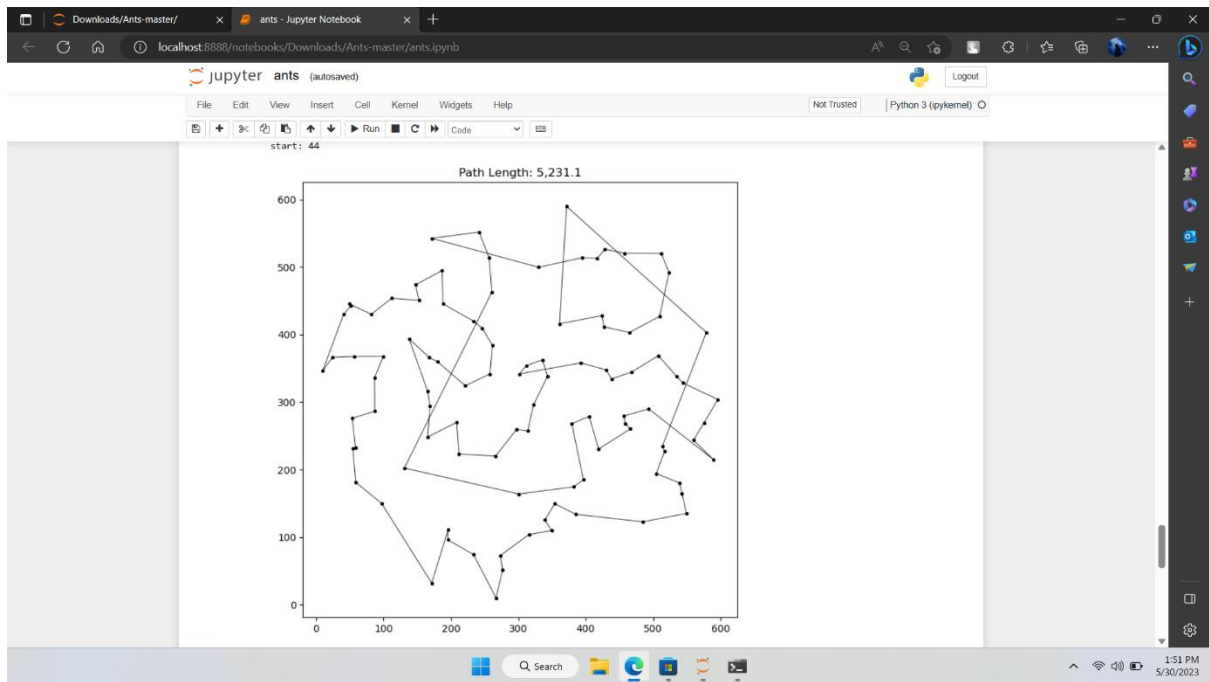 Downloads/Ants-master/
ants - Jupyter Notebook
localhost:8888/notebooks/Downloads/Ants-master/ants.ipynb
jupyter ants (autosaved)
Logout
File Edit View Insert Cell Kernel Widgets Help
Not Trusted
Python 3 (ipykernel)
Run
Code
start: 44
Path Length: 5,231.1
600
500
400
300
200
100
0
0 100 200 300 400 500 600
Search
1:51 PM
5/30/2023